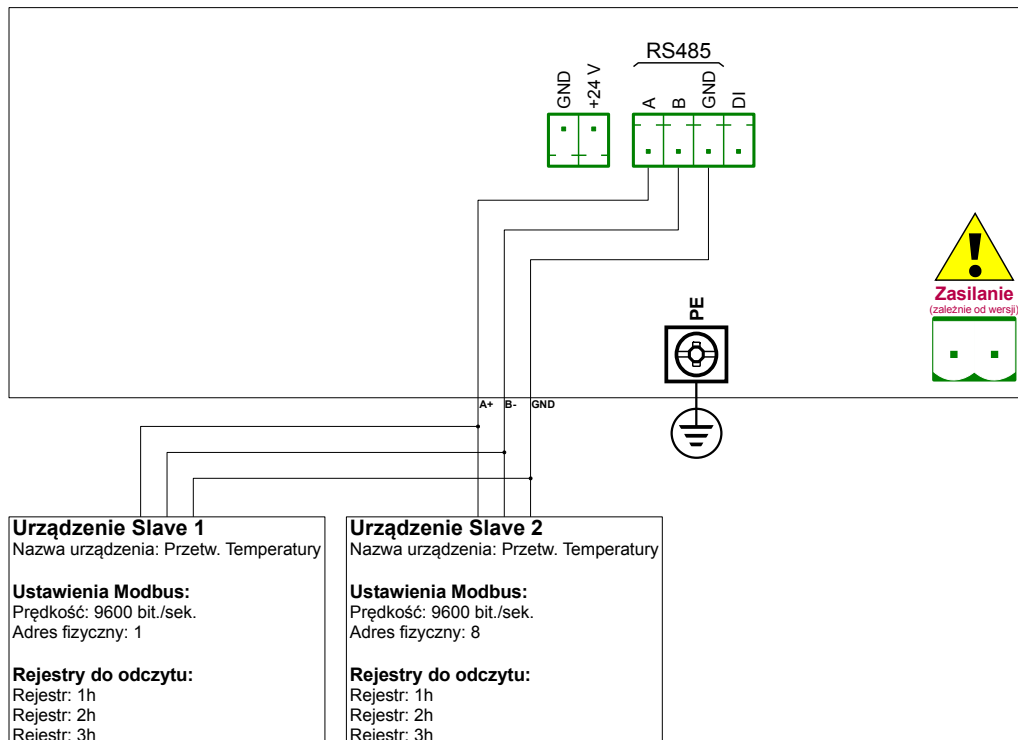 RS485
GND
+24 V
A
B
GND
DI
Zasilanie
(zależnie od wersji)
PE
A+ B- GND
Urządzenie Slave 1
Nazwa urządzenia: Przetw. Temperatury
Ustawienia Modbus:
Prędkość: 9600 bit./sek.
Adres fizyczny: 1
Rejestry do odczytu:
Rejestr: 1h
Rejestr: 2h
Rejestr: 3h
Urządzenie Slave 2
Nazwa urządzenia: Przetw. Temperatury
Ustawienia Modbus:
Prędkość: 9600 bit./sek.
Adres fizyczny: 8
Rejestry do odczytu:
Rejestr: 1h
Rejestr: 2h
Rejestr: 3h